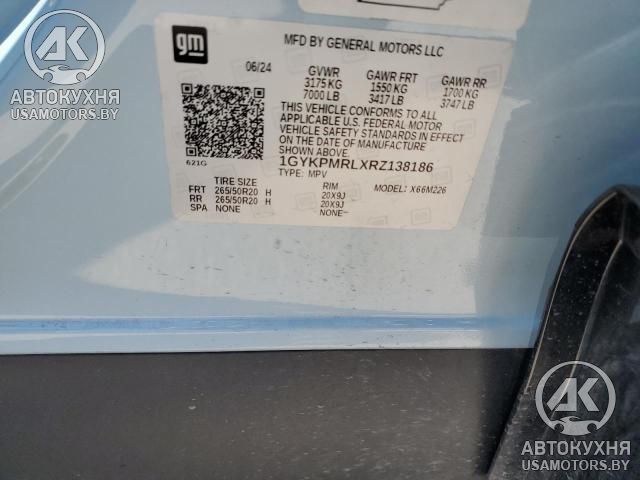 gm
MFD BY GENERAL MOTORS LLC
06/24 GVWR GAWR FRT GAWR RR
3175 KG 1550 KG 1700 KG
7000 LB 3417 LB 3747 LB
THIS VEHICLE CONFORMS TO ALL
APPLICABLE U.S. FEDERAL MOTOR
VEHICLE SAFETY STANDARDS IN EFFECT
ON THE DATE OF MANUFACTURE
SHOWN ABOVE
621G
1GYKPMRLXRZ138186
TYPE: MPV
TIRE SIZE RIM MODEL: X66M226
FRT 265/50R20 H 20X9J
RR 265/50R20 H 20X9J
SPA NONE NONE
АК
АВТОКУХНЯ
USAMOTORS.BY
АК
АВТОКУХНЯ
USAMOTORS.BY